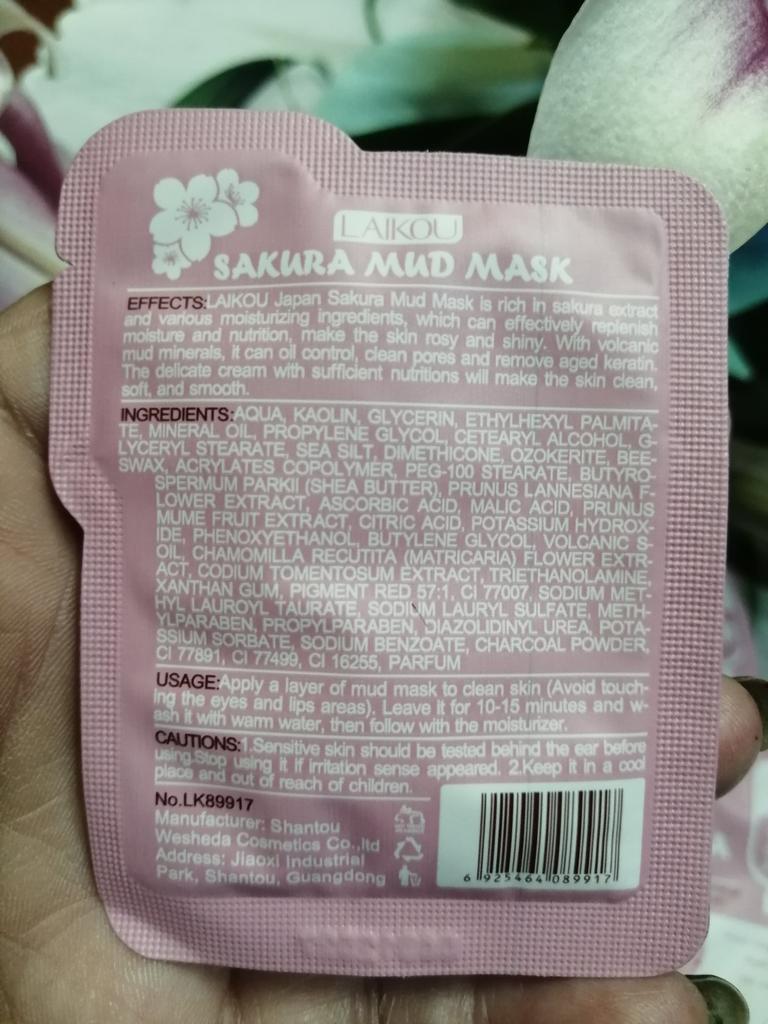 LAIKOU
SAKURA MUD MASK
EFFECTS:LAIKOU Japan Sakura Mud Mask is rich in sakura extract
and various moisturizing ingredients, which can effectively replenish
moisture and nutrition, make the skin rosy and shiny. With volcanic
mud minerals, it can oil control, clean pores and remove aged keratin.
The delicate cream with sufficient nutritions will make the skin clean,
soft, and smooth.
INGREDIENTS:AQUA, KAOLIN, GLYCERIN, ETHYLHEXYL PALMITA-
TE, MINERAL OIL, PROPYLENE GLYCOL, CETEARYL ALCOHOL, G-
LYCERYL STEARATE, SEA SILT, DIMETHICONE, OZOKERITE, BEE-
SWAX, ACRYLATES COPOLYMER, PEG-100 STEARATE, BUTYRO
SPERMUM PARKII (SHEA BUTTER), PRUNUS LANNESIANA F-
LOWER EXTRACT, ASCORBIC ACID, MALIC ACID, PRUNUS
MUME FRUIT EXTRACT, CITRIC ACID, POTASSIUM HYDROX-
IDE, PHENOXYETHANOL, BUTYLENE GLYCOL, VOLCANIC S-
OIL, CHAMOMILLA RECUTITA (MATRICARIA) FLOWER EXTR-
ACT, CODIUM TOMENTOSUM EXTRACT, TRIETHANOLAMINE,
XANTHAN GUM, PIGMENT RED 57:1, CI 77007, SODIUM MET-
HYL LAUROYL TAURATE, SODIUM LAURYL SULFATE, METH-
YLPARABEN, PROPYLPARABEN, DIAZOLIDINYL UREA, POTA-
SSIUM SORBATE, SODIUM BENZOATE, CHARCOAL POWDER,
CI 77891, CI 77499, CI 16255, PARFUM
USAGE:Apply a layer of mud mask to clean skin (Avoid touch-
ing the eyes and lips areas). Leave it for 10-15 minutes and w-
ash it with warm water, then follow with the moisturizer.
CAUTIONS:1.Sensitive skin should be tested behind the ear before
using.Stop using it if irritation sense appeared. 2.Keep it in a cool
place and out of reach of children.
No.LK89917
Manufacturer: Shantou
Wesheda Cosmetics Co.,ltd
Address: Jiaoxi Industrial
Park, Shantou, Guangdong
6 925464 089917